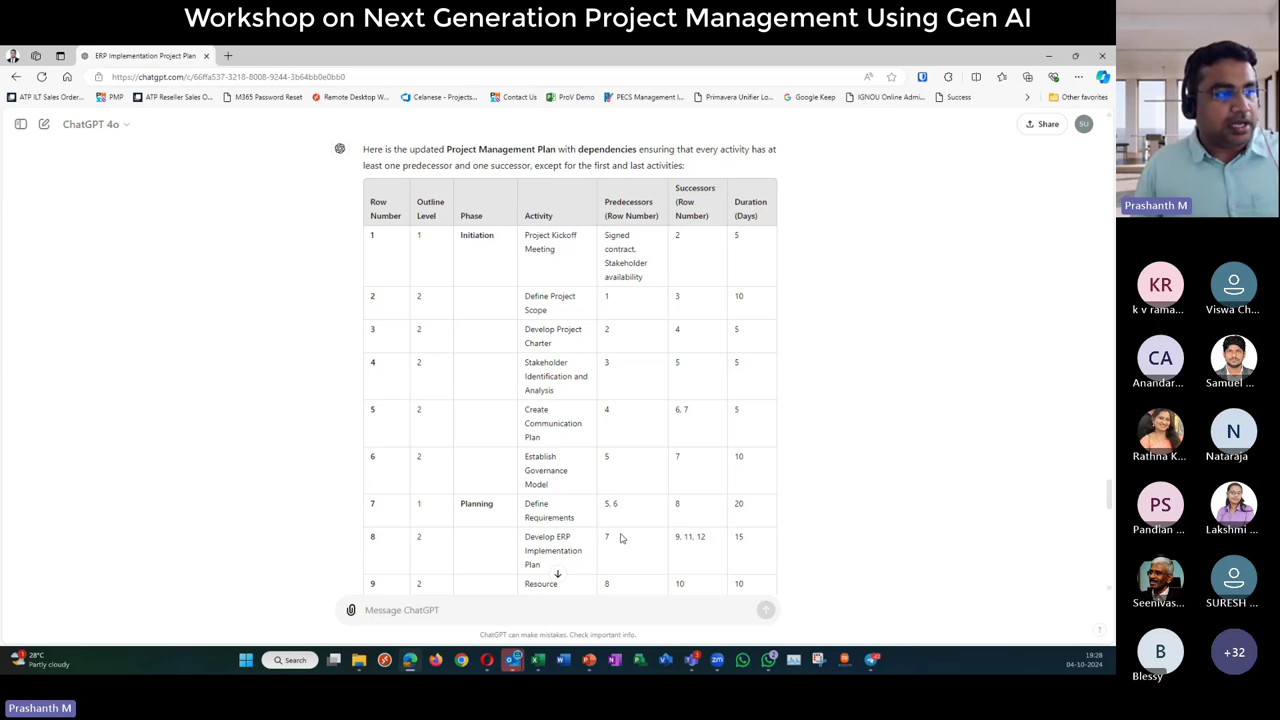 Workshop on Next Generation Project Management Using Gen AI
ERP Implementation Project Plan
https://chatgpt.com/c/66ffa537-3218-8008-9244-3b64bb0e0bb0
ATP ILT Sales Order... PMP ATP Reseller Sales O... M365 Password Reset Remote Desktop W... Celanese - Projects... Contact Us ProV Demo PECS Management I... Primavera Unifier Lo... Google Keep IGNOU Online Admi... Success Other favorites
ChatGPT 4o
Share
SU
Here is the updated Project Management Plan with dependencies ensuring that every activity has at
least one predecessor and one successor, except for the first and last activities:
Row Number Outline Level Phase Activity Predecessors (Row Number) Successors (Row Number) Duration (Days)
1 1 Initiation Project Kickoff Meeting Signed contract, Stakeholder availability 2 5
2 2 Define Project Scope 1 3 10
3 2 Develop Project Charter 2 4 5
4 2 Stakeholder Identification and Analysis 3 5 5
5 2 Create Communication Plan 4 6, 7 5
6 2 Establish Governance Model 5 7 10
7 1 Planning Define Requirements 5, 6 8 20
8 2 Develop ERP Implementation Plan 7 9, 11, 12 15
9 2 Resource 8 10 10
Message ChatGPT
ChatGPT can make mistakes. Check important info.
28°C
Partly cloudy
Search
19:28
04-10-2024
Prashanth M
KR
k v rama...
Viswa Ch...
CA
Anandar...
Samuel ...
Rathna K...
N
Nataraja
PS
Pandian ...
Lakshmi ...
Seenivas...
SURESH ...
B
Blessy
+32
Prashanth M